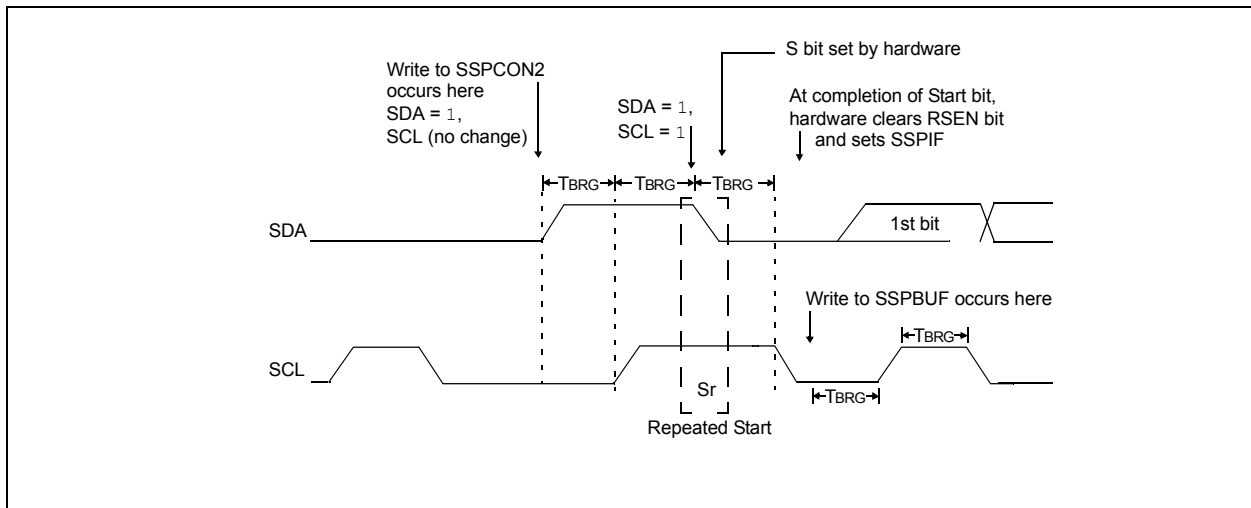 S bit set by hardware
Write to SSPCON2
occurs here
SDA = 1,
SCL (no change)
SDA = 1,
SCL = 1
At completion of Start bit,
hardware clears RSEN bit
and sets SSPIF
TBRG
TBRG
TBRG
SDA
1st bit
Write to SSPBUF occurs here
TBRG
SCL
TBRG
Sr
Repeated Start